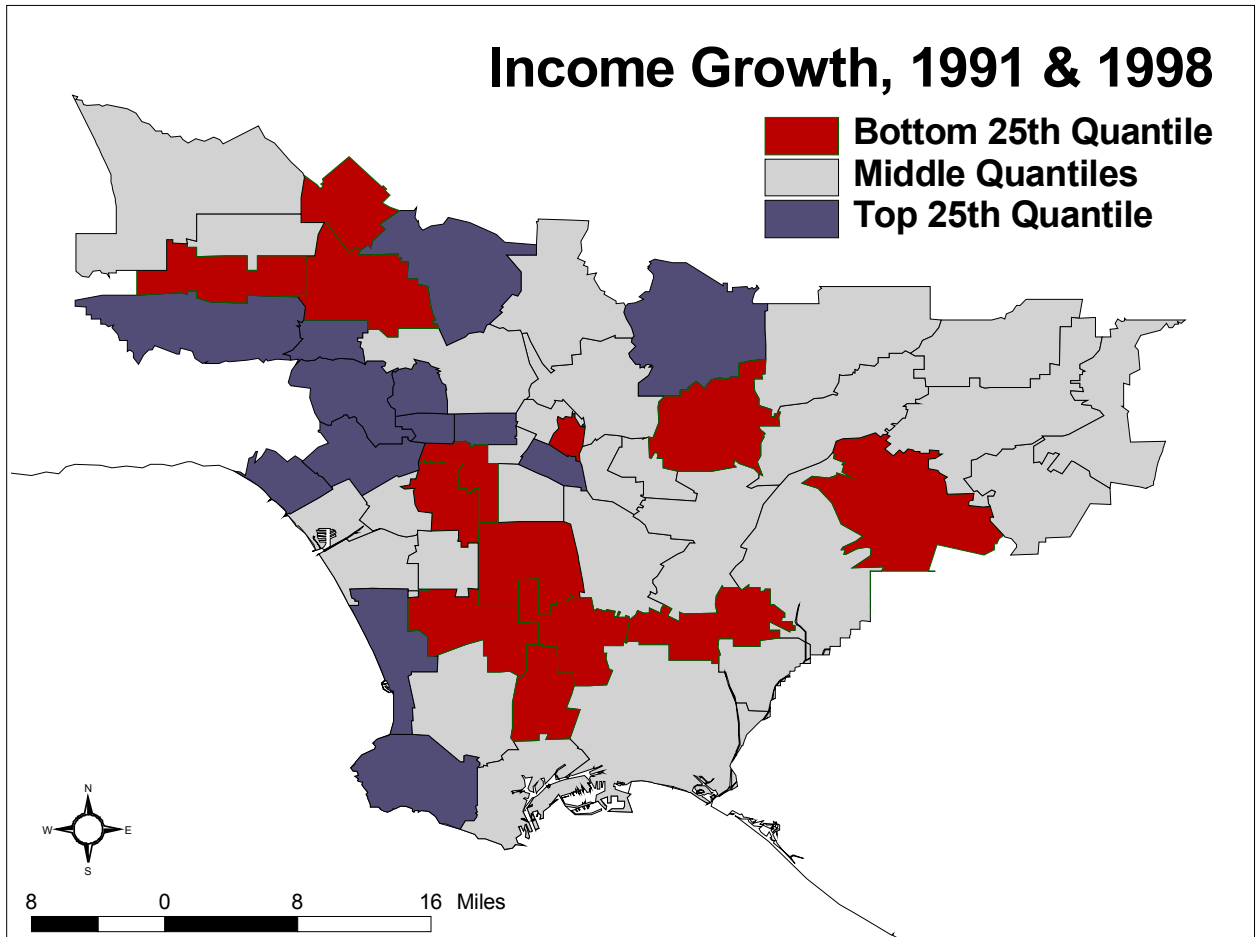 Income Growth, 1991 & 1998
Bottom 25th Quantile
Middle Quantiles
Top 25th Quantile
N
W E
S
8 0 8 16 Miles